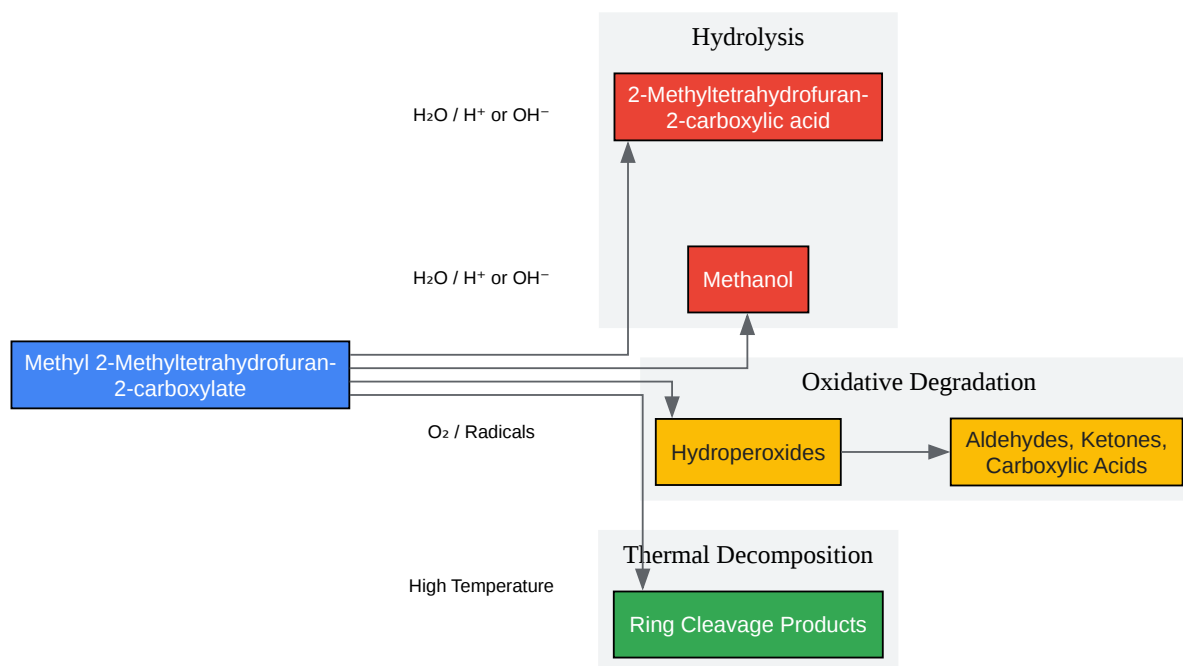 Hydrolysis
H₂O / H⁺ or OH⁻
2-Methyltetrahydrofuran-
2-carboxylic acid
H₂O / H⁺ or OH⁻
Methanol
Methyl 2-Methyltetrahydrofuran-
2-carboxylate
Oxidative Degradation
O₂ / Radicals
Hydroperoxides
Aldehydes, Ketones,
Carboxylic Acids
Thermal Decomposition
High Temperature
Ring Cleavage Products